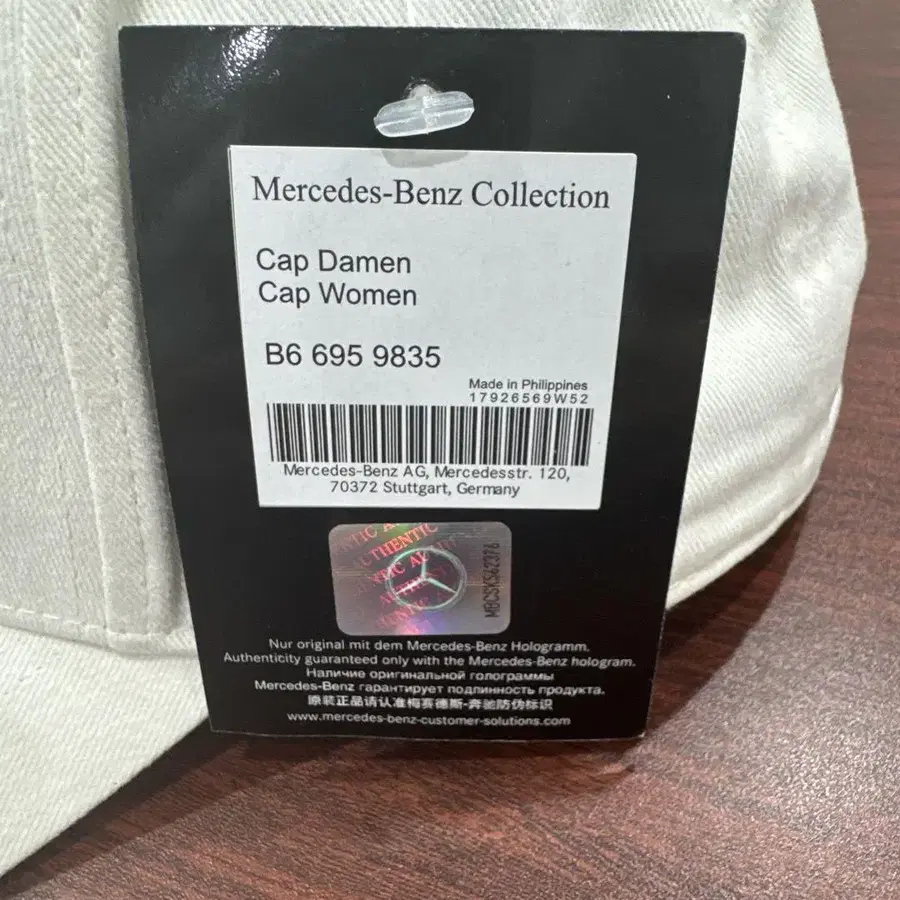 Mercedes-Benz Collection
Cap Damen
Cap Women
B6 695 9835
Made in Philippines
17926569W52
Mercedes-Benz AG, Mercedesstr. 120,
70372 Stuttgart, Germany
AUTHENTIC
MBCSK562376
Nur original mit dem Mercedes-Benz Hologramm.
Authenticity guaranteed only with the Mercedes-Benz hologram.
Наличие оригинальной голограммы
Mercedes-Benz гарантирует подлинность продукта.
原装正品请认准梅赛德斯-奔驰防伪标识
www.mercedes-benz-customer-solutions.com